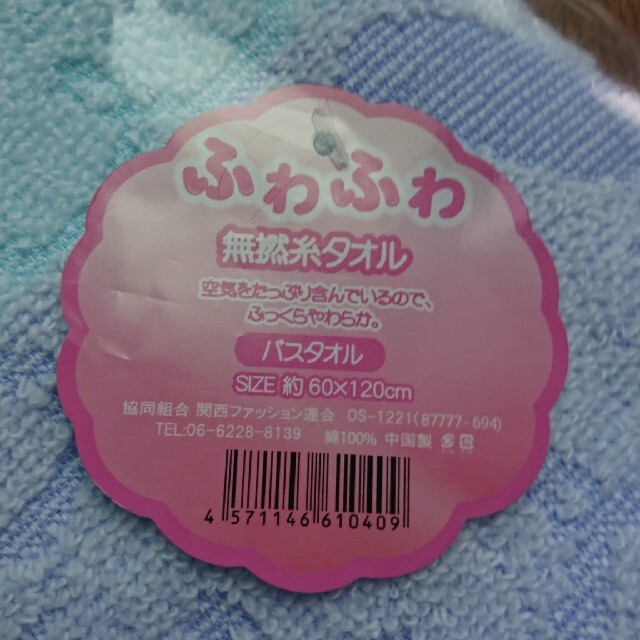 ふわふわ
無撚糸タオル
空気をたっぷり含んでいるので、
ふっくらやわらか。
バスタオル
SIZE 約 60×120cm
協同組合 関西ファッション連合 OS-1221(87777-694)
TEL:06-6228-8139 綿100% 中国製
4 571146 610409